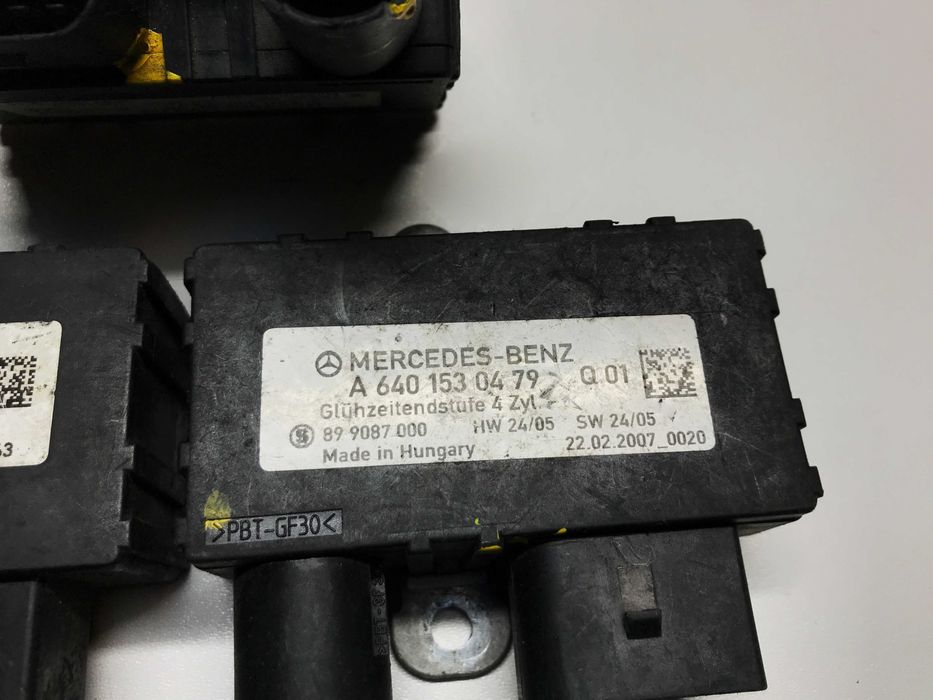 MERCEDES-BENZ
A 640 153 04 79 Q 01
Glühzeitendstufe 4 Zyl.
89 9087 000 HW 24/05 SW 24/05
Made in Hungary 22.02.2007_0020
>PBT-GF30<